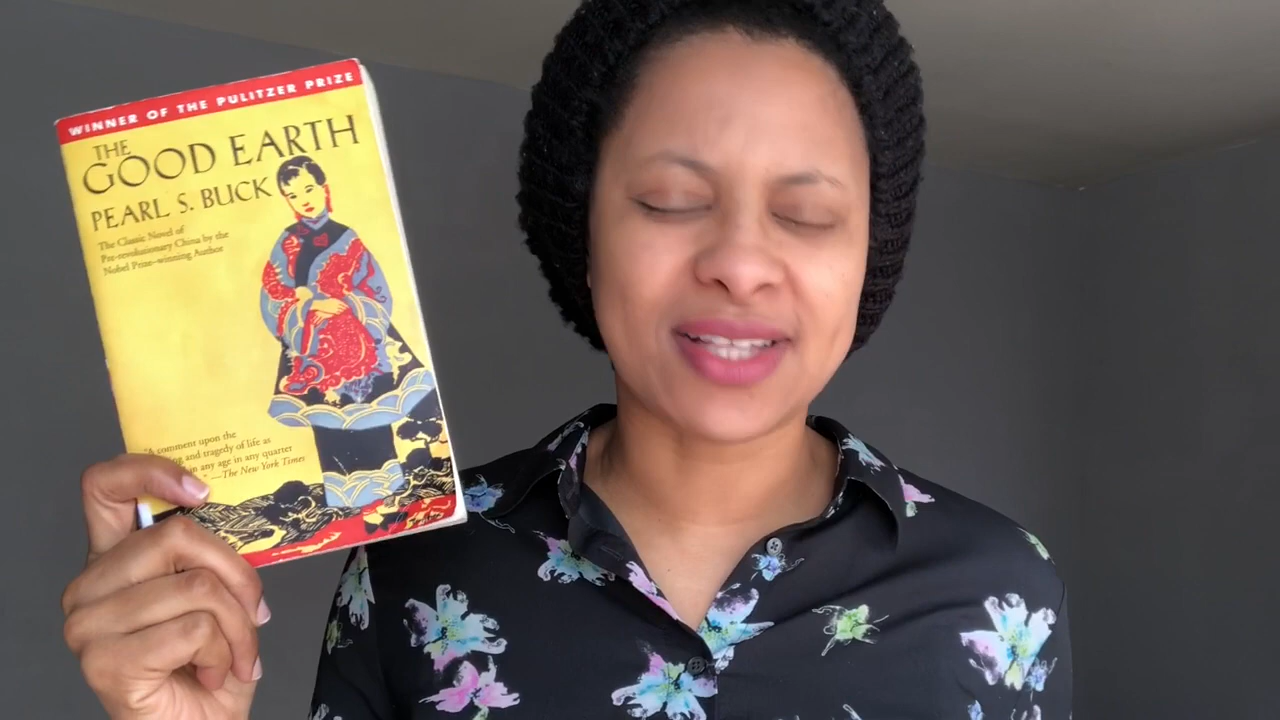 WINNER OF THE PULITZER PRIZE
THE
GOOD EARTH
PEARL S. BUCK
The Classic Novel of
Pre-revolutionary China by the
Nobel Prize-winning Author
"A comment upon the
ing and tragedy of life as
in any age in any quarter
" —The New York Times